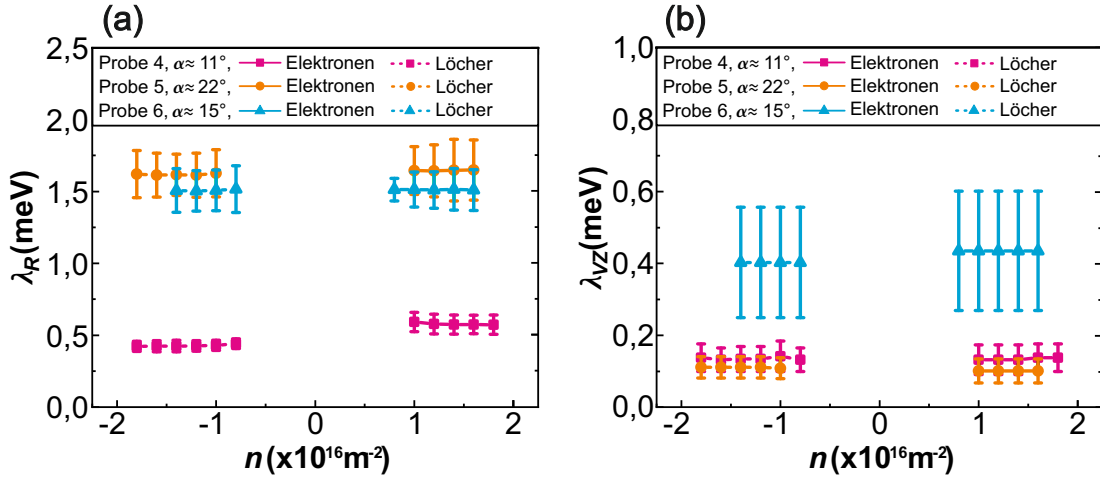 (a)
2,5
2,0
1,5
1,0
0,5
0,0
λR(meV)
Probe 4, α≈ 11°, Elektronen Löcher
Probe 5, α≈ 22°, Elektronen Löcher
Probe 6, α≈ 15°, Elektronen Löcher
-2 -1 0 1 2
n(x10¹⁶m⁻²)
(b)
1,0
0,8
0,6
0,4
0,2
0,0
λVZ(meV)
Probe 4, α≈ 11°, Elektronen Löcher
Probe 5, α≈ 22°, Elektronen Löcher
Probe 6, α≈ 15°, Elektronen Löcher
-2 -1 0 1 2
n(x10¹⁶m⁻²)